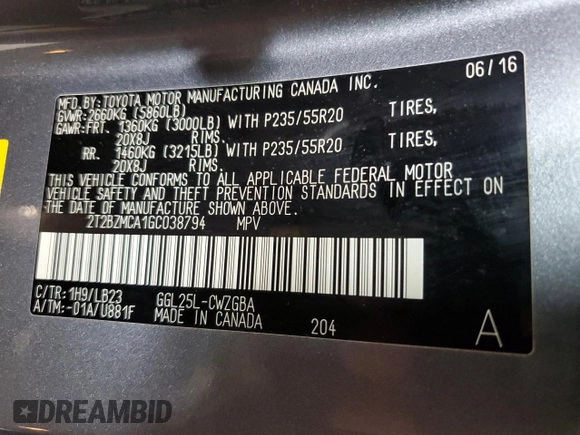 06/16
MFD. BY: TOYOTA MOTOR MANUFACTURING CANADA INC.
GVWR: 2660KG (5860LB)
GAWR: FRT. 1360KG (3000LB) WITH P235/55R20 TIRES,
20X8J RIMS.
RR. 1460KG (3215LB) WITH P235/55R20 TIRES,
20X8J RIMS.
THIS VEHICLE CONFORMS TO ALL APPLICABLE FEDERAL MOTOR
VEHICLE SAFETY AND THEFT PREVENTION STANDARDS IN EFFECT ON
THE DATE OF MANUFACTURE SHOWN ABOVE.
2T2BZMCA1GC038794 MPV
C/TR: 1H9/LB23 GGL25L-CWZGBA
A/TM:-01A/U881F MADE IN CANADA 204 A
DREAMBID